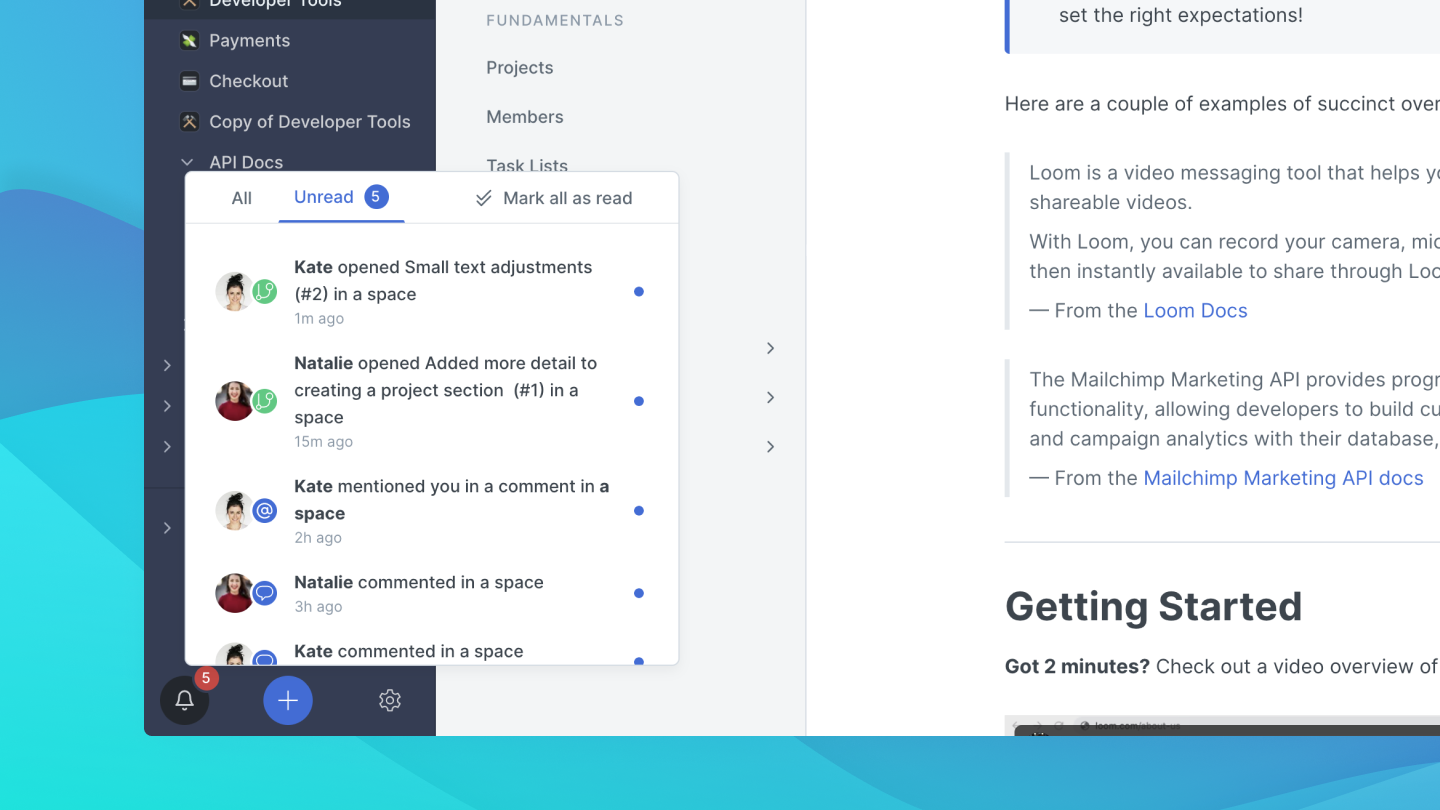 Developer Tools
Payments
Checkout
Copy of Developer Tools
API Docs
FUNDAMENTALS
Projects
Members
Task Lists
All
Unread 5
Mark all as read
Kate opened Small text adjustments
(#2) in a space
1m ago
Natalie opened Added more detail to
creating a project section (#1) in a
space
15m ago
Kate mentioned you in a comment in a
space
2h ago
Natalie commented in a space
3h ago
Kate commented in a space
5
set the right expectations!
Here are a couple of examples of succinct over
Loom is a video messaging tool that helps yo
shareable videos.
With Loom, you can record your camera, mic
then instantly available to share through Loo
— From the Loom Docs
The Mailchimp Marketing API provides progr
functionality, allowing developers to build cu
and campaign analytics with their database,
— From the Mailchimp Marketing API docs
Getting Started
Got 2 minutes? Check out a video overview of
loom.com/about-us